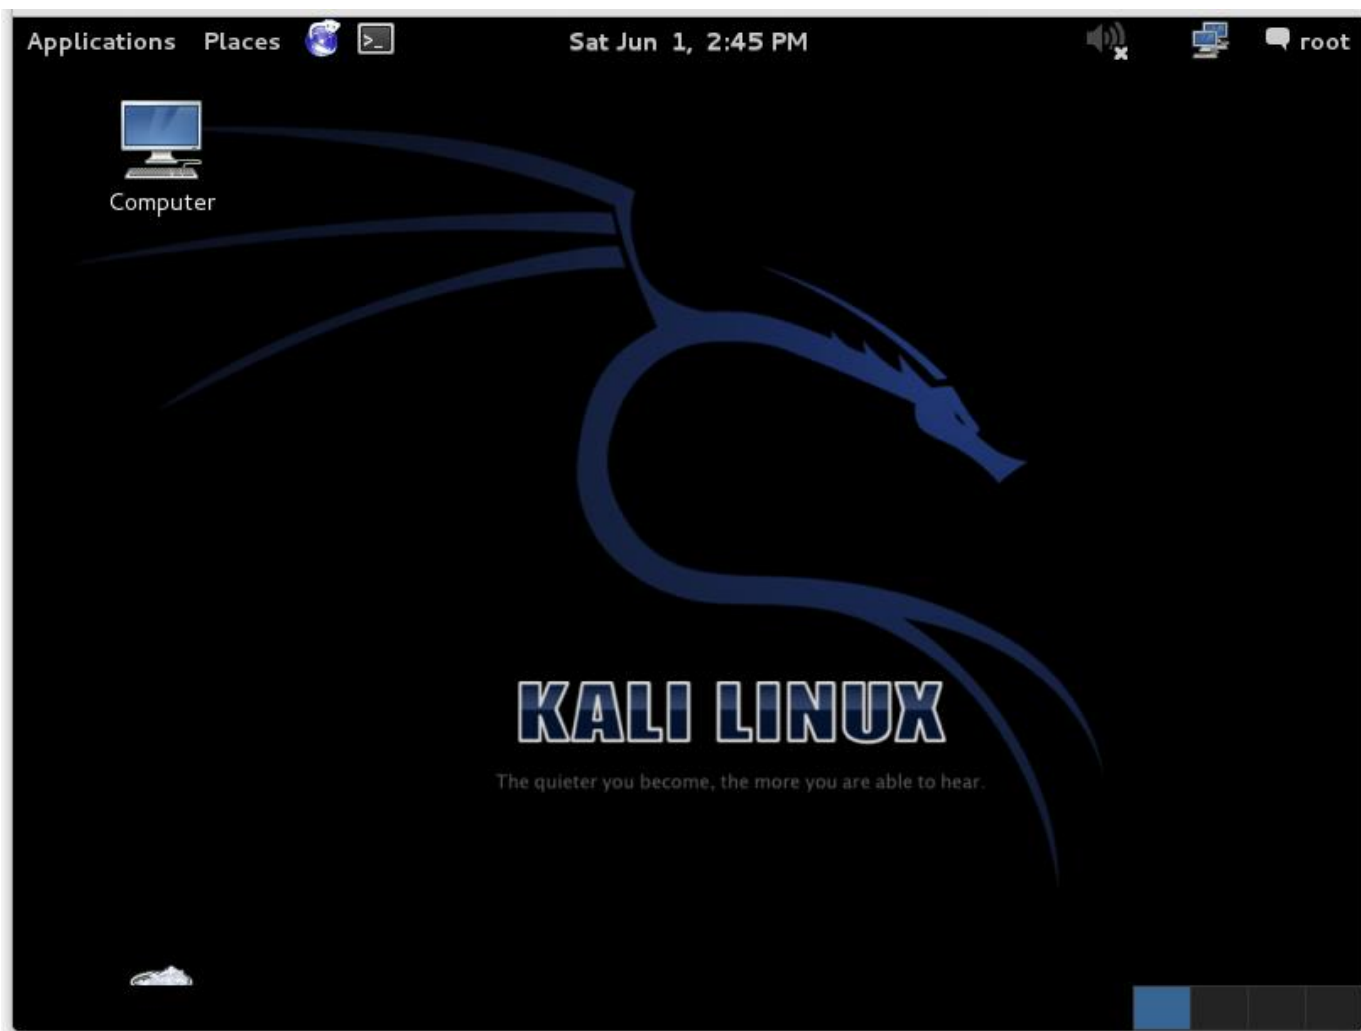 Applications Places Sat Jun 1, 2:45 PM root
Computer
KALI LINUX
The quieter you become, the more you are able to hear.